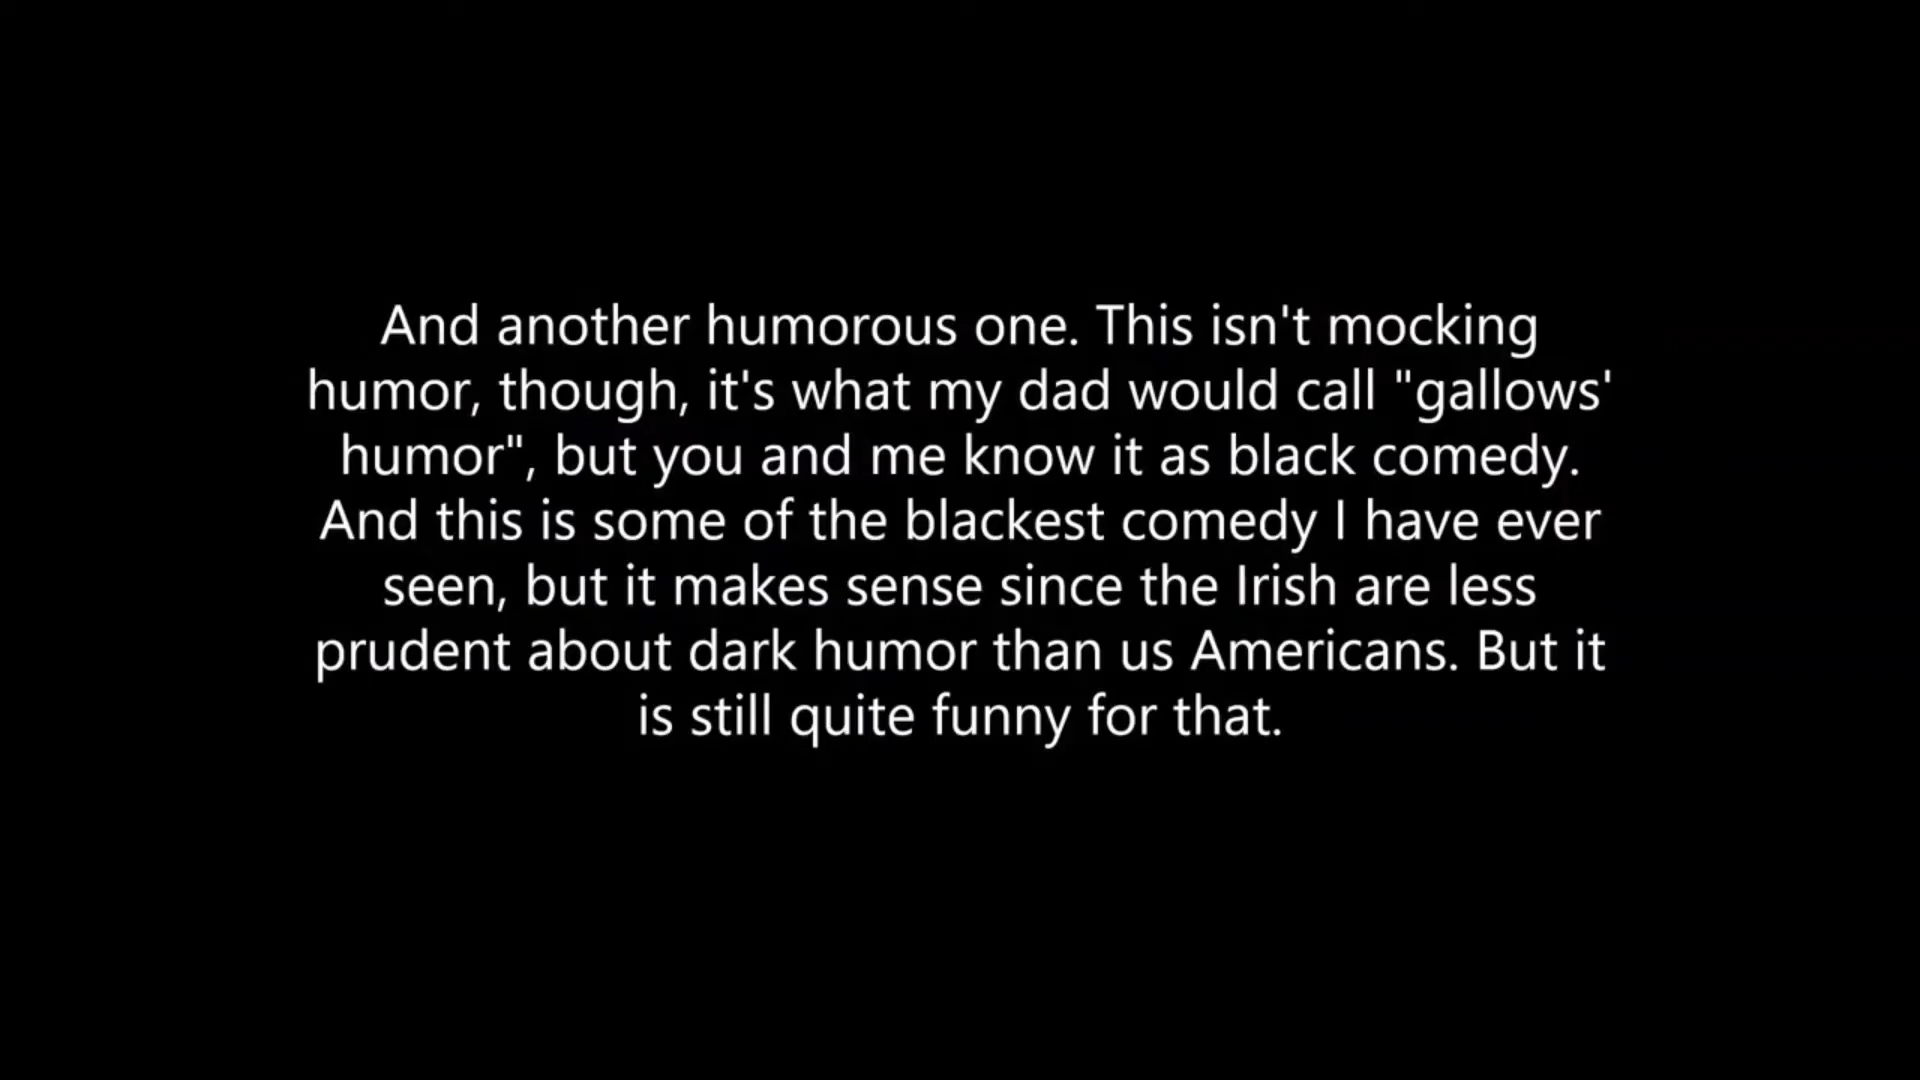 And another humorous one. This isn't mocking
humor, though, it's what my dad would call "gallows'
humor", but you and me know it as black comedy.
And this is some of the blackest comedy I have ever
seen, but it makes sense since the Irish are less
prudent about dark humor than us Americans. But it
is still quite funny for that.